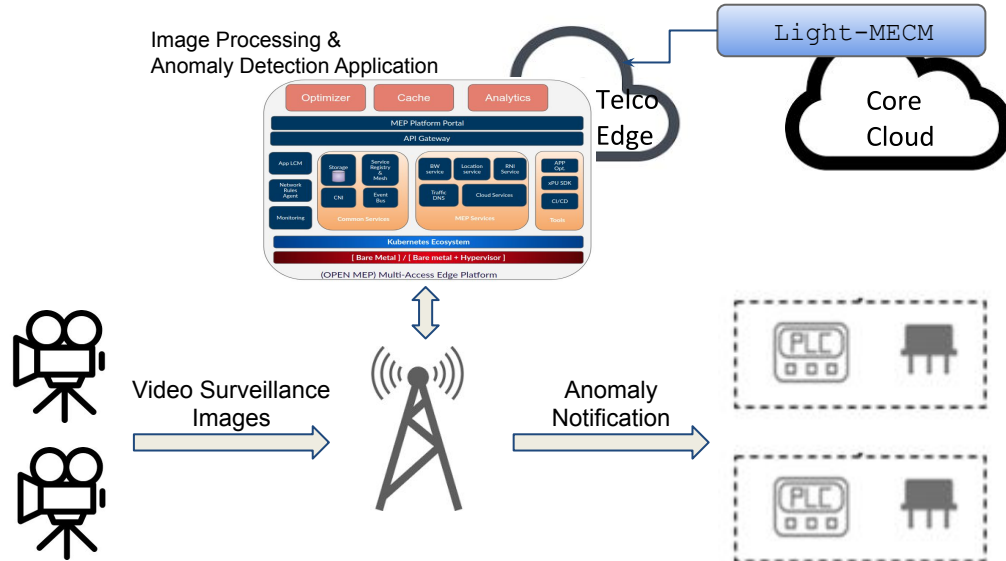 Light-MECM
Image Processing &
Anomaly Detection Application
Telco
Edge
Core
Cloud
Optimizer
Cache
Analytics
MEP Platform Portal
API Gateway
App LCM
Network
Rules
Agent
Monitoring
Storage
Service
Registry
&
Mesh
CNI
Event
Bus
Common Services
BW
service
Location
service
RNI
Service
Traffic
DNS
Cloud Services
MEP Services
APP
Opt.
xPU SDK
CI/CD
Tools
Kubernetes Ecosystem
[ Bare Metal ] / [ Bare metal + Hypervisor ]
(OPEN MEP) Multi-Access Edge Platform
Video Surveillance
Images
Anomaly
Notification
PLC
PLC